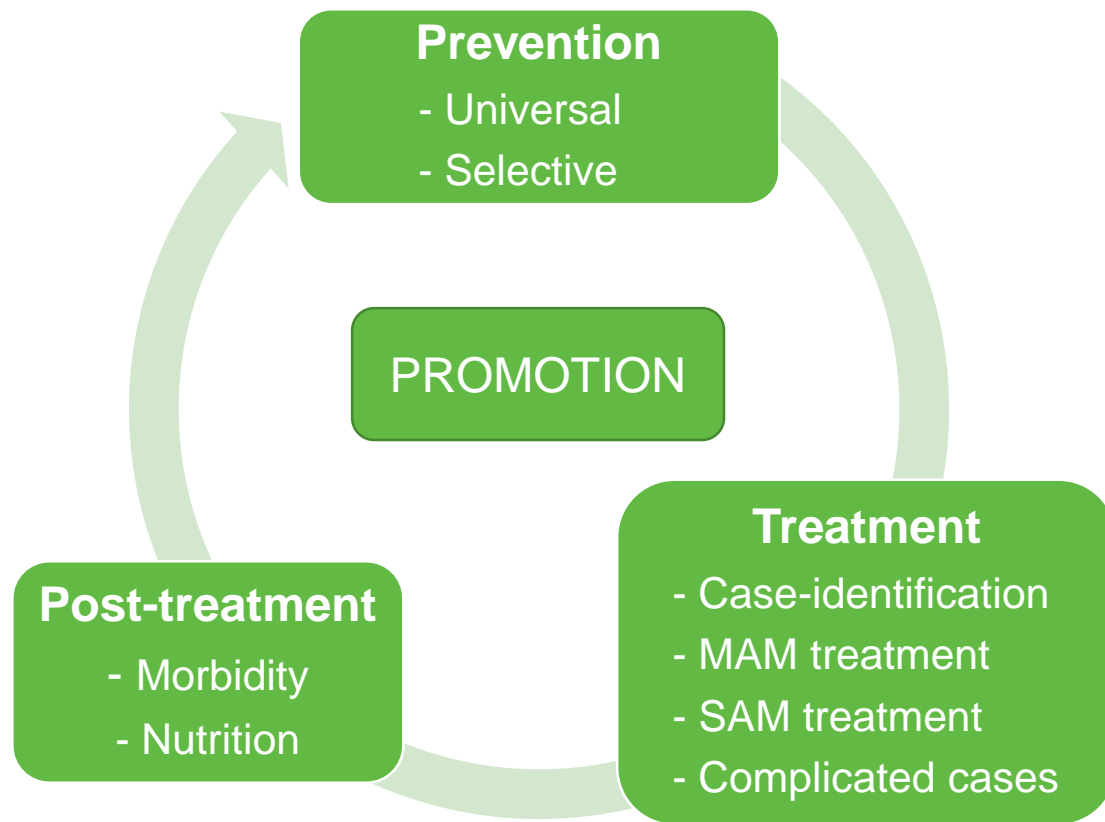 Prevention
- Universal
- Selective
PROMOTION
Treatment
- Case-identification
- MAM treatment
- SAM treatment
- Complicated cases
Post-treatment
- Morbidity
- Nutrition